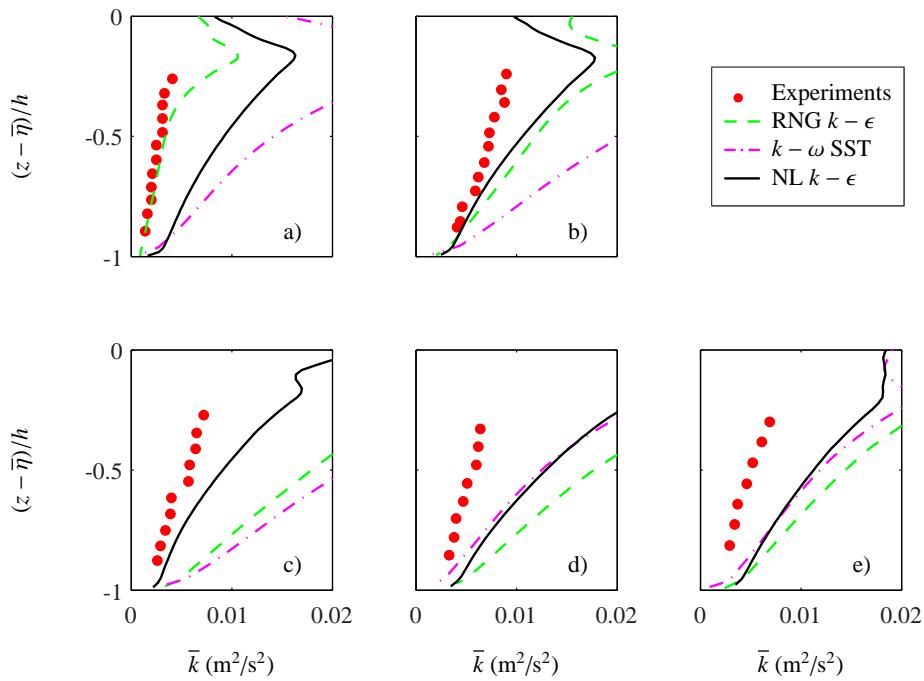 0
-0.5
-1
(z − η̄)/h
a)
b)
Experiments
RNG k − ϵ
k − ω SST
NL k − ϵ
0
-0.5
-1
(z − η̄)/h
c)
d)
e)
0 0.01 0.02
0 0.01 0.02
0 0.01 0.02
k̄ (m²/s²)
k̄ (m²/s²)
k̄ (m²/s²)